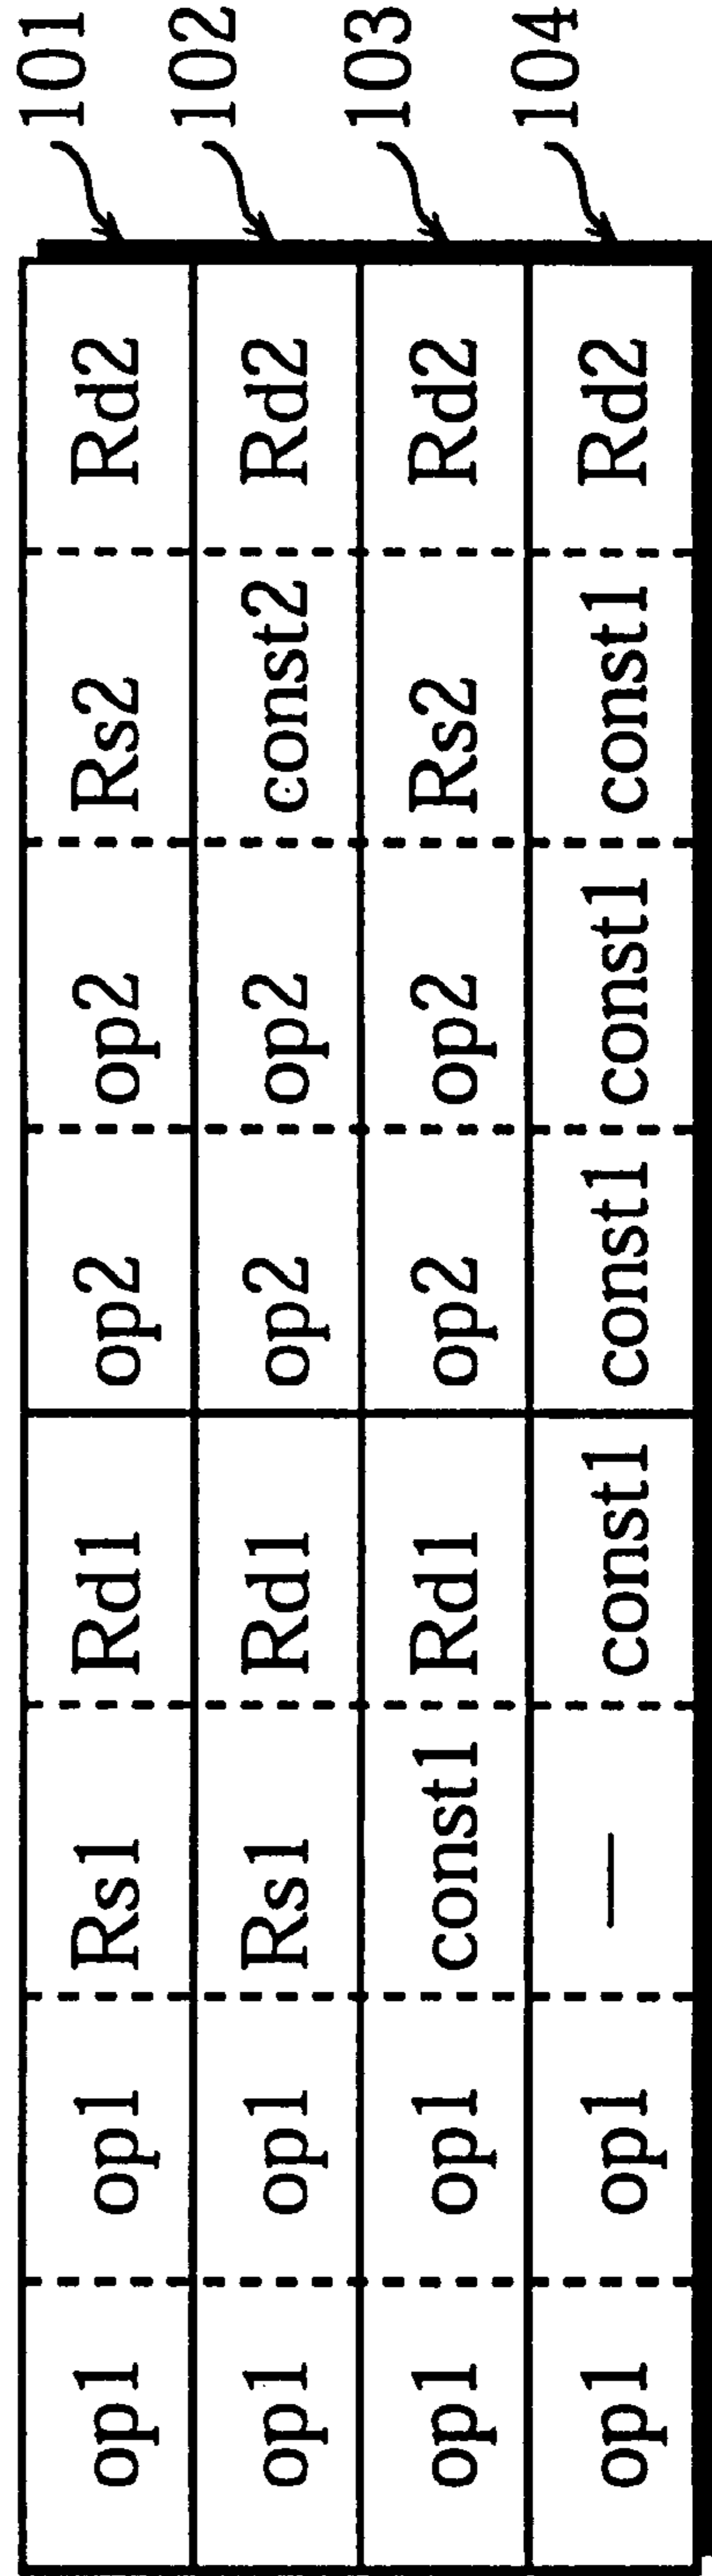 op1 op1 Rs1 Rd1 op2 op2 Rs2 Rd2 101
op1 op1 Rs1 Rd1 op2 op2 const2 Rd2 102
op1 op1 const1 Rd1 op2 op2 Rs2 Rd2 103
op1 op1 — const1 const1 const1 const1 Rd2 104